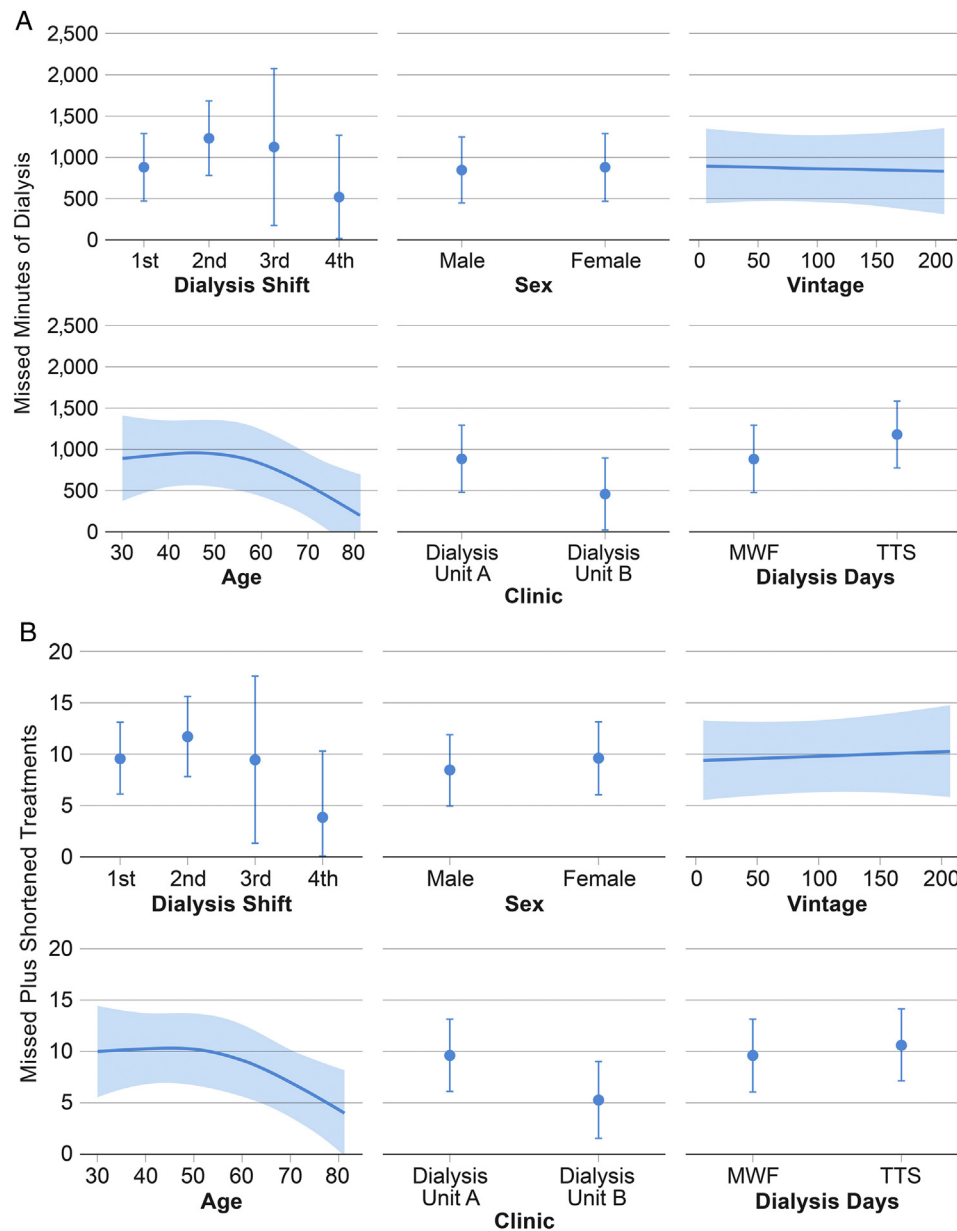 A
Missed Minutes of Dialysis
2,500
2,000
1,500
1,000
500
0
1st 2nd 3rd 4th
Dialysis Shift
Male Female
Sex
0 50 100 150 200
Vintage
2,500
2,000
1,500
1,000
500
0
30 40 50 60 70 80
Age
Dialysis Unit A
Dialysis Unit B
Clinic
MWF TTS
Dialysis Days
B
Missed Plus Shortened Treatments
20
15
10
5
0
1st 2nd 3rd 4th
Dialysis Shift
Male Female
Sex
0 50 100 150 200
Vintage
20
15
10
5
0
30 40 50 60 70 80
Age
Dialysis Unit A
Dialysis Unit B
Clinic
MWF TTS
Dialysis Days